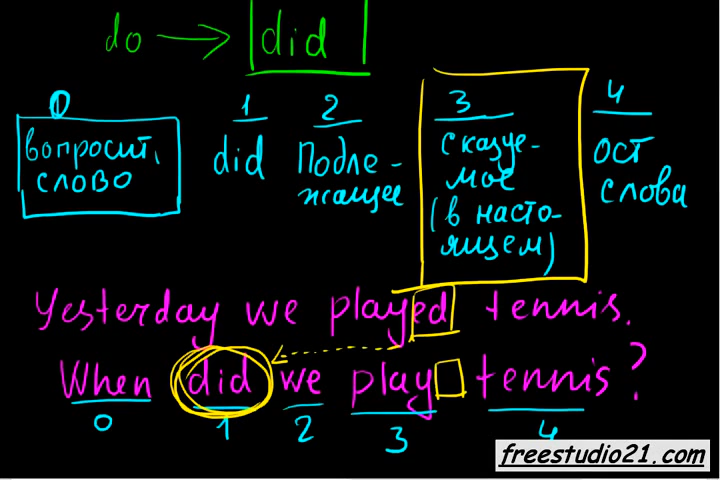 do → did
0 1 2 3 4
вопросит. did Подле- сказуе- ост
слово жащее мое слова
(в насто-
ящем)
Yesterday we played tennis.
When did we play tennis?
0 1 2 3 4
freestudio21.com